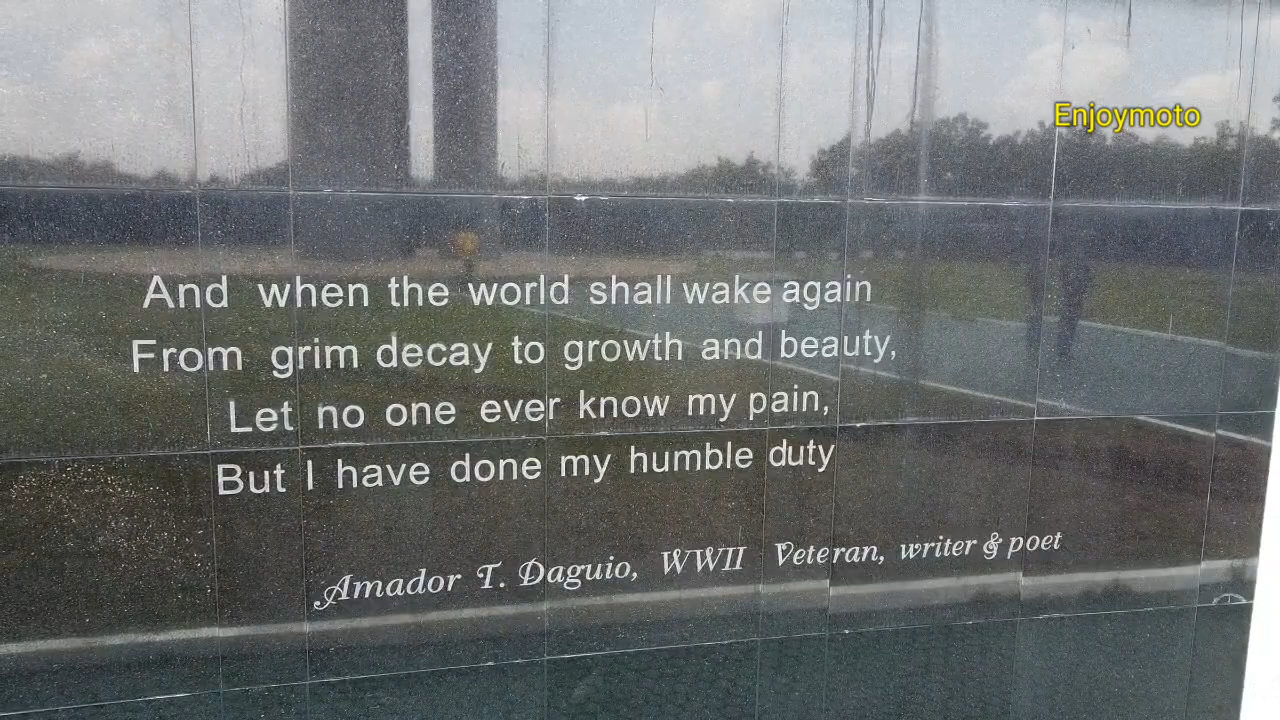 Enjoymoto
And when the world shall wake again
From grim decay to growth and beauty,
Let no one ever know my pain,
But I have done my humble duty
Amador T. Daguio, WWII Veteran, writer & poet